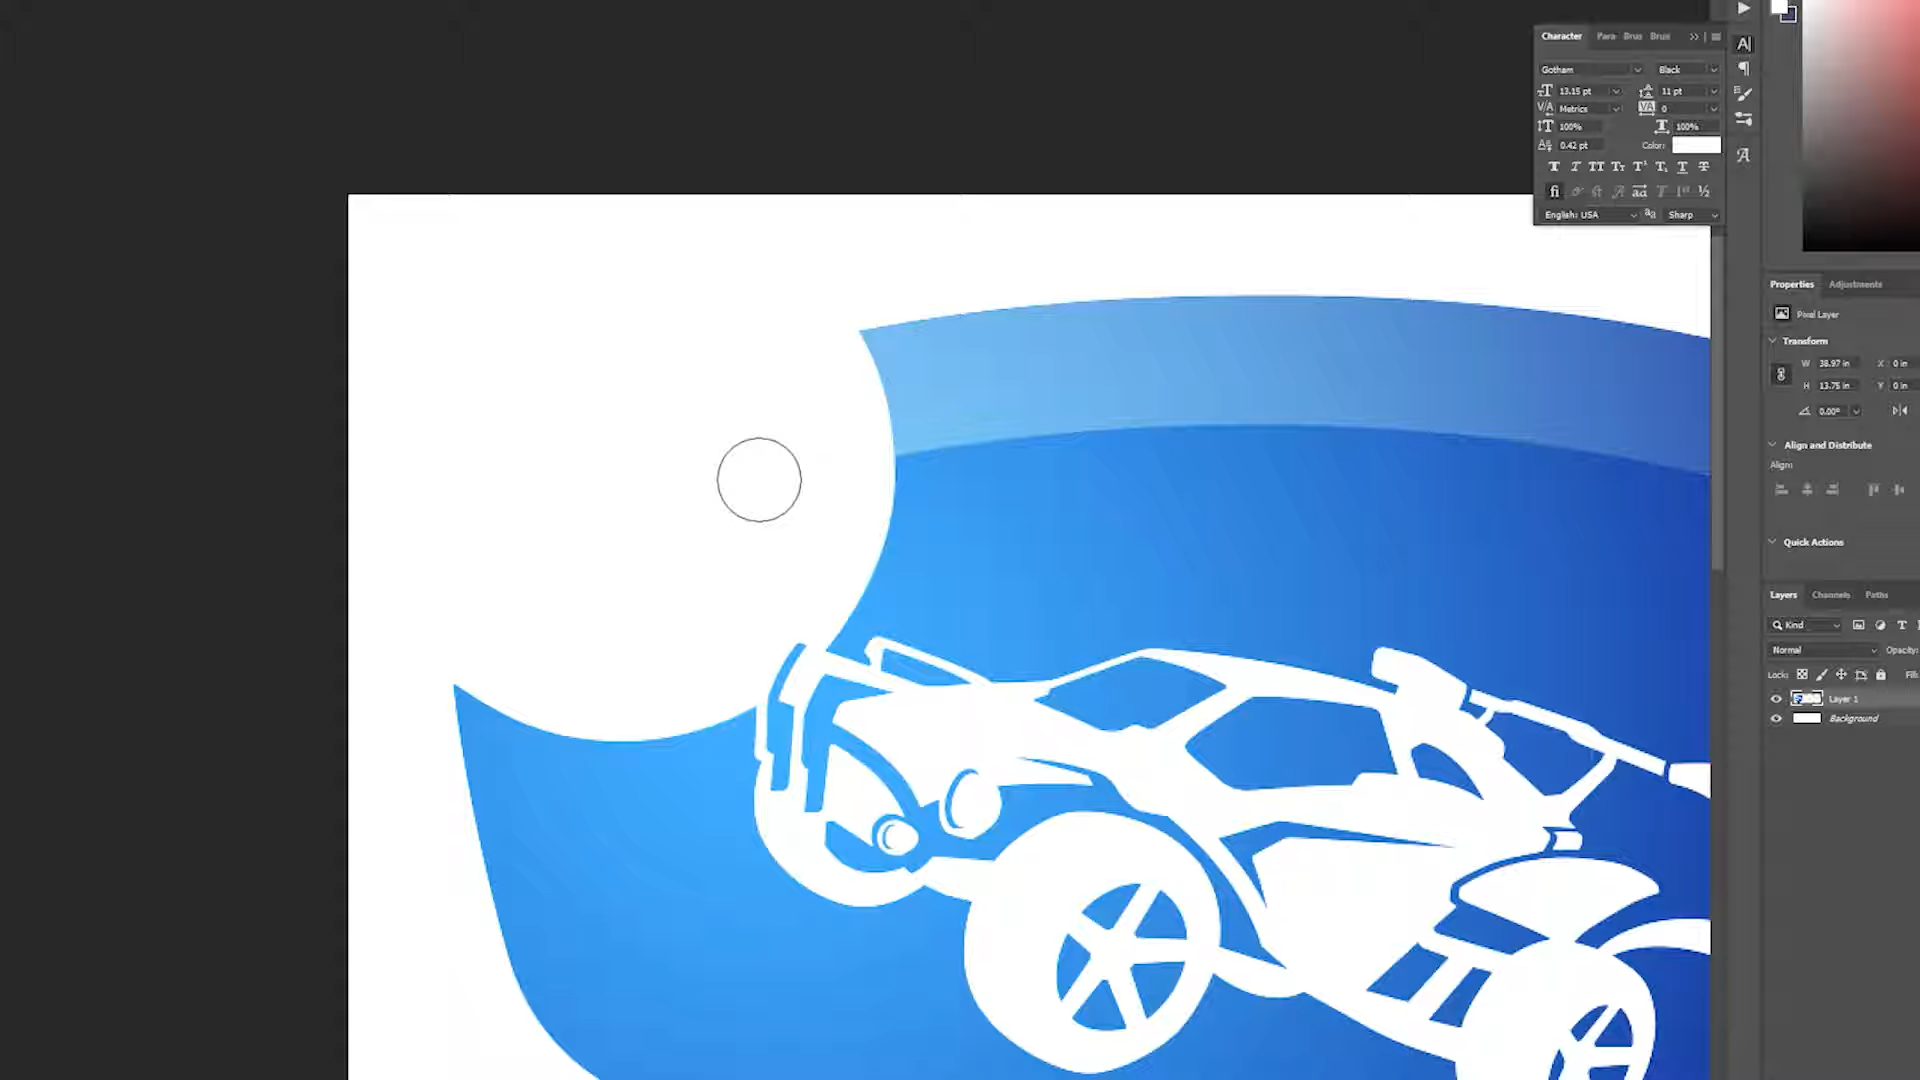 Character Para Brus Brus
Gotham Black
13.15 pt 11 pt
Metrics 0
100% 100%
0.42 pt Color:
English: USA Sharp
Properties Adjustments
Pixel Layer
Transform
W 38.97 in X 0 in
H 13.75 in Y 0 in
0.00°
Align and Distribute
Align:
Quick Actions
Layers Channels Paths
Kind
Normal Opacity:
Lock: Fill:
Layer 1
Background